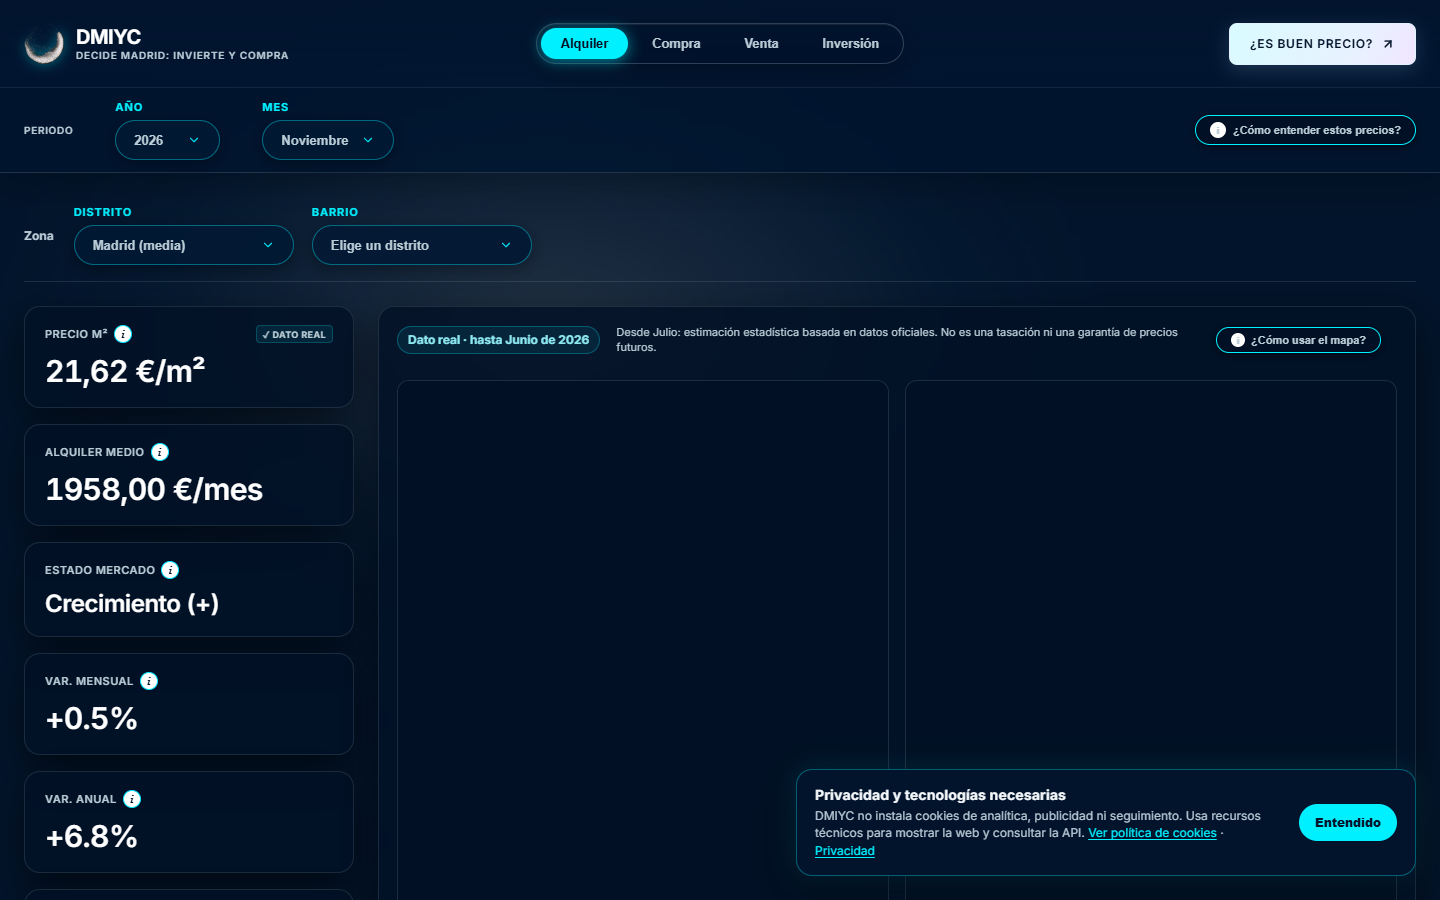 DMIYC
DECIDE MADRID: INVIERTE Y COMPRA
Alquiler
Compra
Venta
Inversión
¿ES BUEN PRECIO?
PERIODO
AÑO
2026
MES
Noviembre
i ¿Cómo entender estos precios?
Zona
DISTRITO
Madrid (media)
BARRIO
Elige un distrito
PRECIO M² i
✓ DATO REAL
21,62 €/m²
ALQUILER MEDIO i
1958,00 €/mes
ESTADO MERCADO i
Crecimiento (+)
VAR. MENSUAL i
+0.5%
VAR. ANUAL i
+6.8%
Dato real · hasta Junio de 2026
Desde Julio: estimación estadística basada en datos oficiales. No es una tasación ni una garantía de precios
futuros.
i ¿Cómo usar el mapa?
Privacidad y tecnologías necesarias
DMIYC no instala cookies de analítica, publicidad ni seguimiento. Usa recursos
técnicos para mostrar la web y consultar la API. Ver política de cookies ·
Privacidad
Entendido